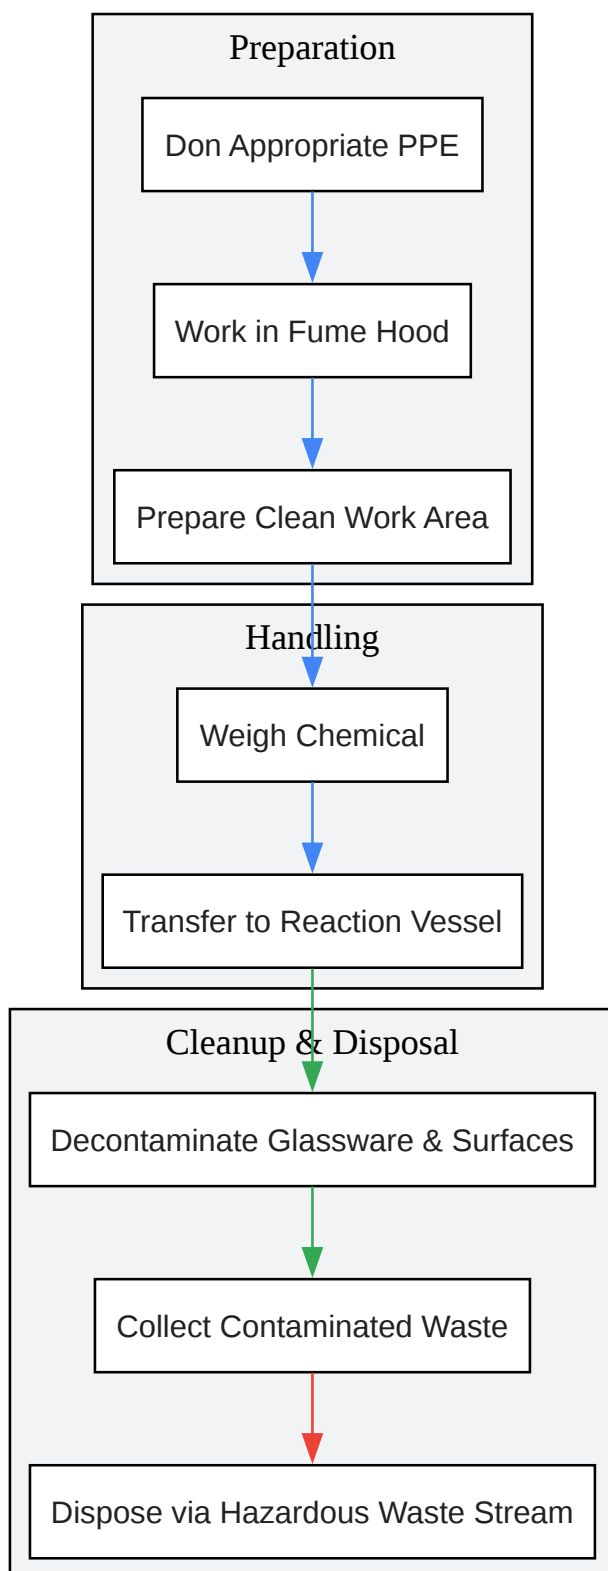 Preparation
Don Appropriate PPE
Work in Fume Hood
Prepare Clean Work Area
Handling
Weigh Chemical
Transfer to Reaction Vessel
Cleanup & Disposal
Decontaminate Glassware & Surfaces
Collect Contaminated Waste
Dispose via Hazardous Waste Stream